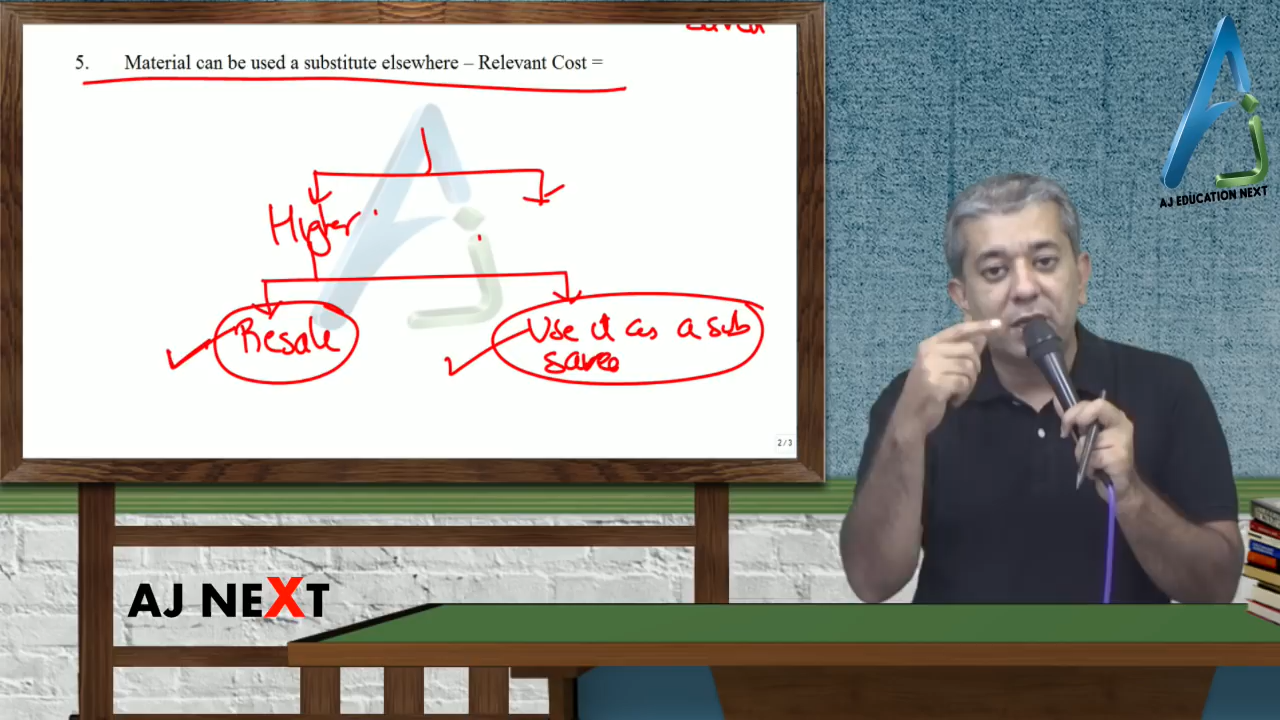 5. Material can be used a substitute elsewhere – Relevant Cost =
Higher
Resale
Use it as a sub
2/3
AJ EDUCATION NEXT
AJ NEXT